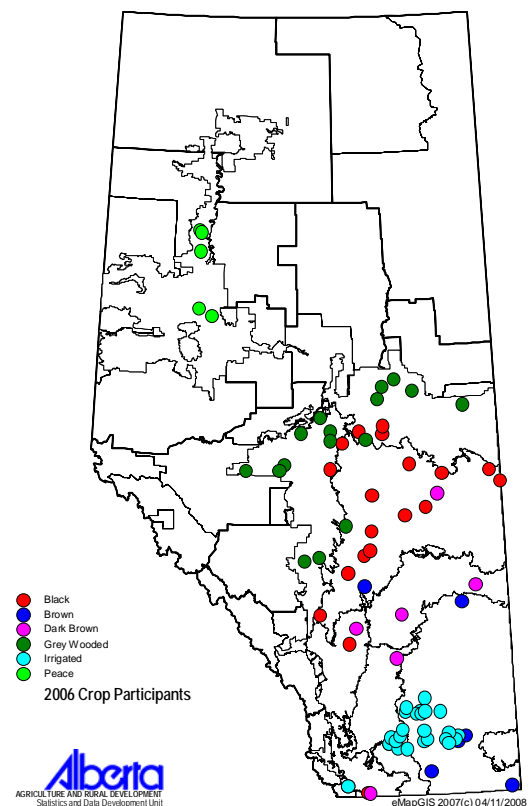 Black
Brown
Dark Brown
Grey Wooded
Irrigated
Peace
2006 Crop Participants
Alberta
AGRICULTURE AND RURAL DEVELOPMENT
Statistics and Data Development Unit
eMapGIS 2007(c) 04/11/20